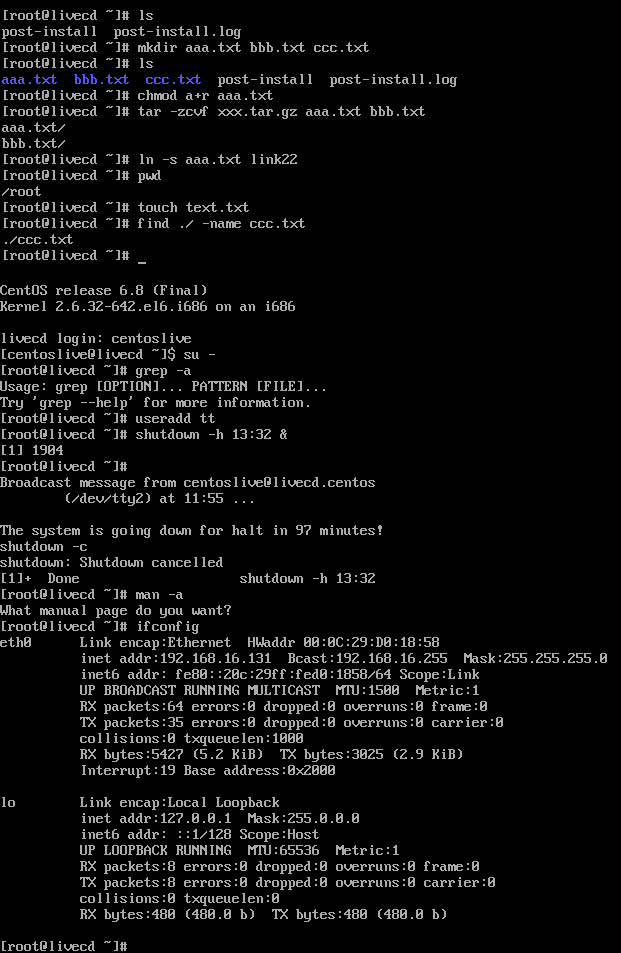 [root@livecd ~]# ls
post-install  post-install.log
[root@livecd ~]# mkdir aaa.txt bbb.txt ccc.txt
[root@livecd ~]# ls
aaa.txt  bbb.txt  ccc.txt  post-install  post-install.log
[root@livecd ~]# chmod a+r aaa.txt
[root@livecd ~]# tar -zcvf xxx.tar.gz aaa.txt bbb.txt
aaa.txt/
bbb.txt/
[root@livecd ~]# ln -s aaa.txt link22
[root@livecd ~]# pwd
/root
[root@livecd ~]# touch text.txt
[root@livecd ~]# find ./ -name ccc.txt
./ccc.txt
[root@livecd ~]# _
CentOS release 6.8 (Final)
Kernel 2.6.32-642.el6.i686 on an i686
livecd login: centoslive
[centoslive@livecd ~]$ su -
[root@livecd ~]# grep -a
Usage: grep [OPTION]... PATTERN [FILE]...
Try 'grep --help' for more information.
[root@livecd ~]# useradd tt
[root@livecd ~]# shutdown -h 13:32 &
[1] 1904
[root@livecd ~]#
Broadcast message from centoslive@livecd.centos
        (/dev/tty2) at 11:55 ...
The system is going down for halt in 97 minutes!
shutdown -c
shutdown: Shutdown cancelled
[1]+  Done                    shutdown -h 13:32
[root@livecd ~]# man -a
What manual page do you want?
[root@livecd ~]# ifconfig
eth0      Link encap:Ethernet  HWaddr 00:0C:29:D0:18:58
          inet addr:192.168.16.131  Bcast:192.168.16.255  Mask:255.255.255.0
          inet6 addr: fe80::20c:29ff:fed0:1858/64 Scope:Link
          UP BROADCAST RUNNING MULTICAST  MTU:1500  Metric:1
          RX packets:64 errors:0 dropped:0 overruns:0 frame:0
          TX packets:35 errors:0 dropped:0 overruns:0 carrier:0
          collisions:0 txqueuelen:1000
          RX bytes:5427 (5.2 KiB)  TX bytes:3025 (2.9 KiB)
          Interrupt:19 Base address:0x2000
lo        Link encap:Local Loopback
          inet addr:127.0.0.1  Mask:255.0.0.0
          inet6 addr: ::1/128 Scope:Host
          UP LOOPBACK RUNNING  MTU:65536  Metric:1
          RX packets:8 errors:0 dropped:0 overruns:0 frame:0
          TX packets:8 errors:0 dropped:0 overruns:0 carrier:0
          collisions:0 txqueuelen:0
          RX bytes:480 (480.0 b)  TX bytes:480 (480.0 b)
[root@livecd ~]#